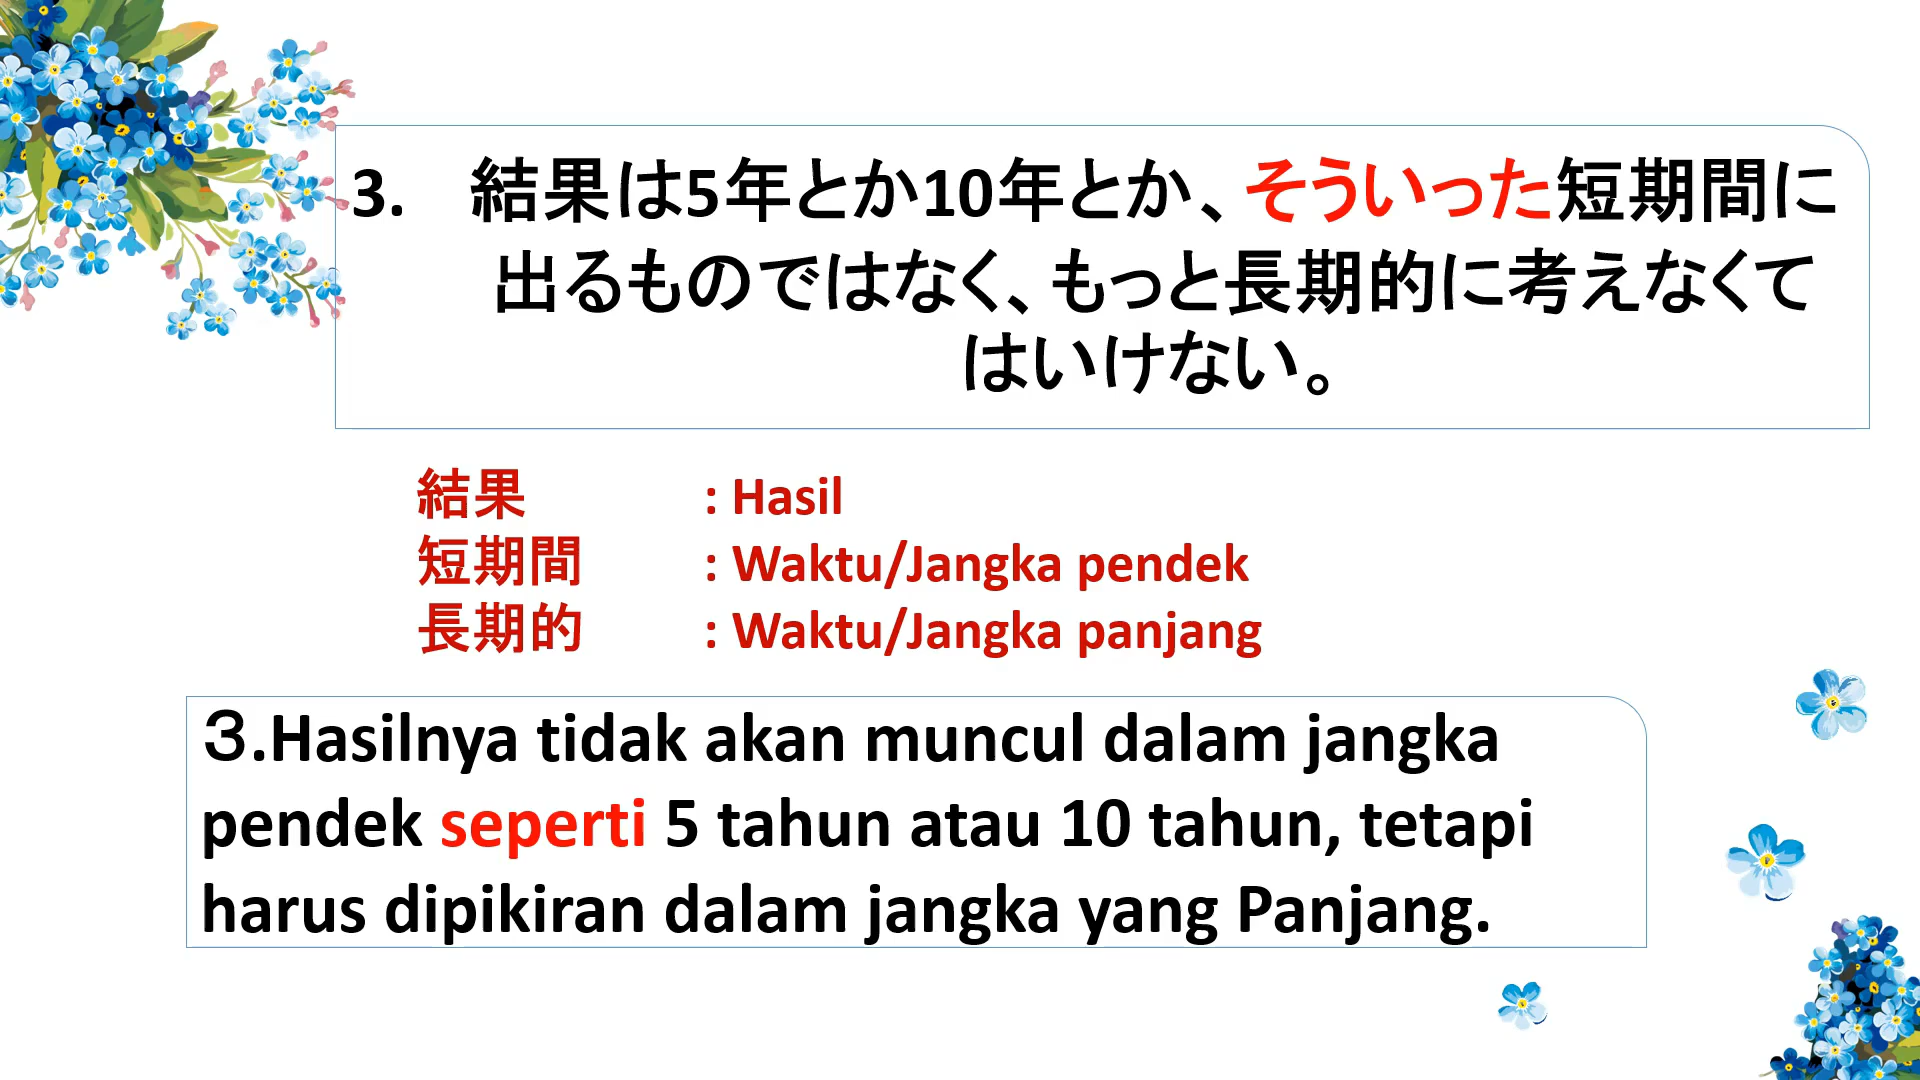 3. 結果は5年とか10年とか、そういった短期間に
出るものではなく、もっと長期的に考えなくて
はいけない。
結果 : Hasil
短期間 : Waktu/Jangka pendek
長期的 : Waktu/Jangka panjang
３.Hasilnya tidak akan muncul dalam jangka
pendek seperti 5 tahun atau 10 tahun, tetapi
harus dipikiran dalam jangka yang Panjang.